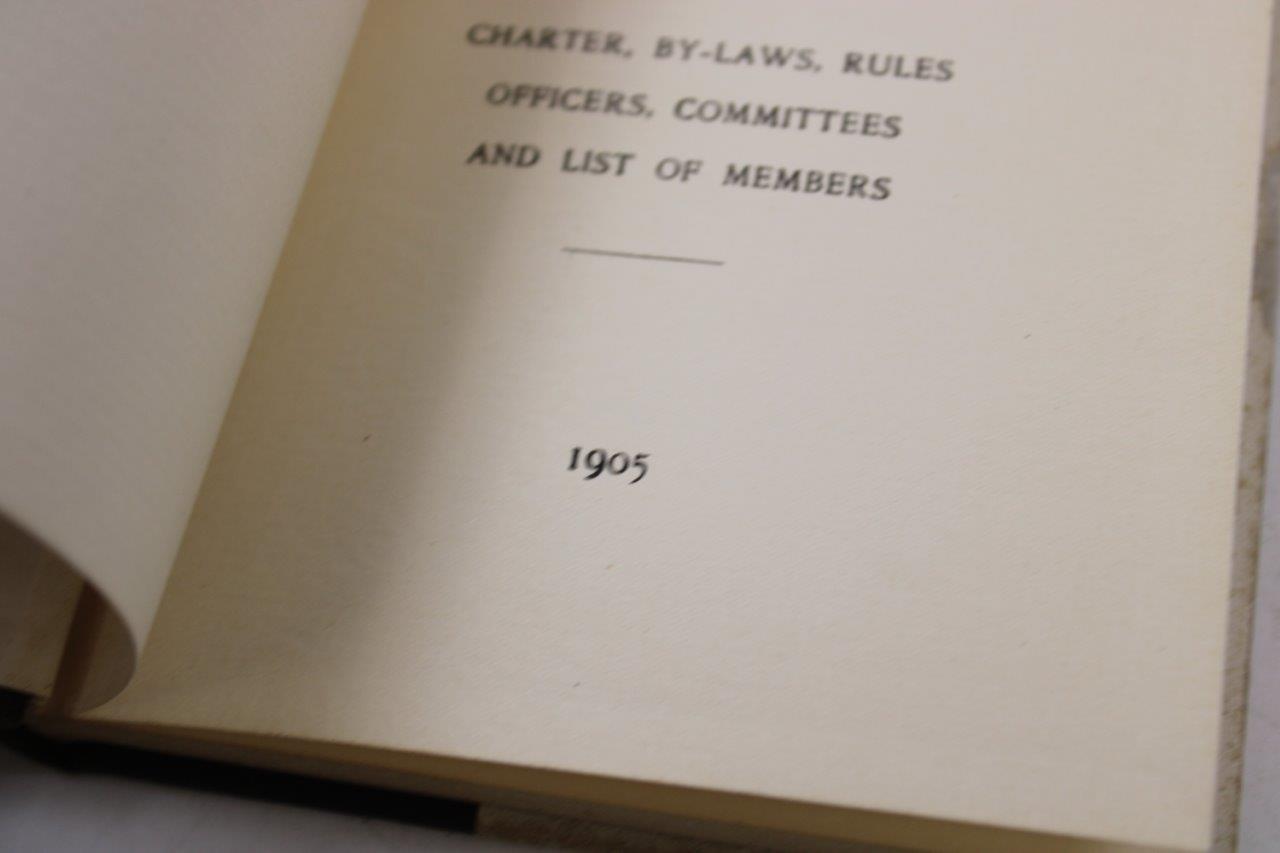 CHARTER, BY-LAWS, RULES
OFFICERS, COMMITTEES
AND LIST OF MEMBERS
1905